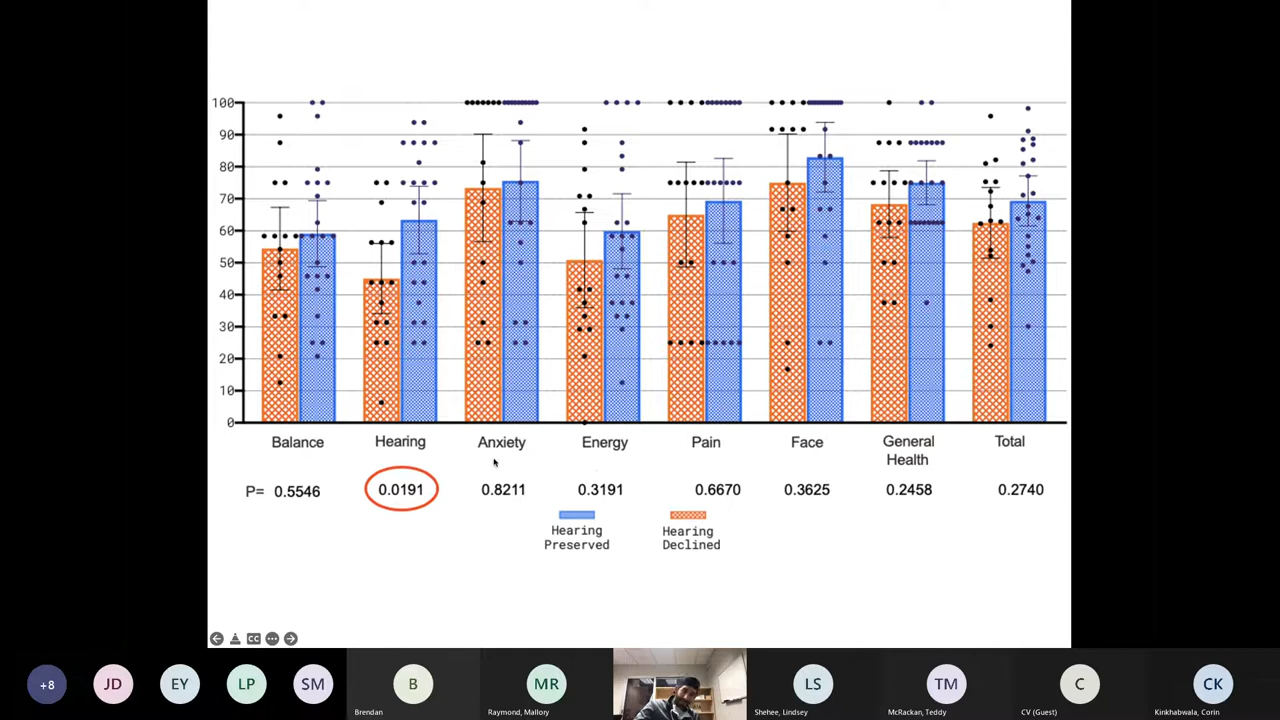 100
90
80
70
60
50
40
30
20
10
0
Balance Hearing Anxiety Energy Pain Face General Health Total
P= 0.5546 0.0191 0.8211 0.3191 0.6670 0.3625 0.2458 0.2740
Hearing Preserved
Hearing Declined
CC
+8 JD EY LP SM B MR LS TM C CK
Brendan Raymond, Mallory Shehee, Lindsey McRackan, Teddy CV (Guest) Kinkhabwala, Corin